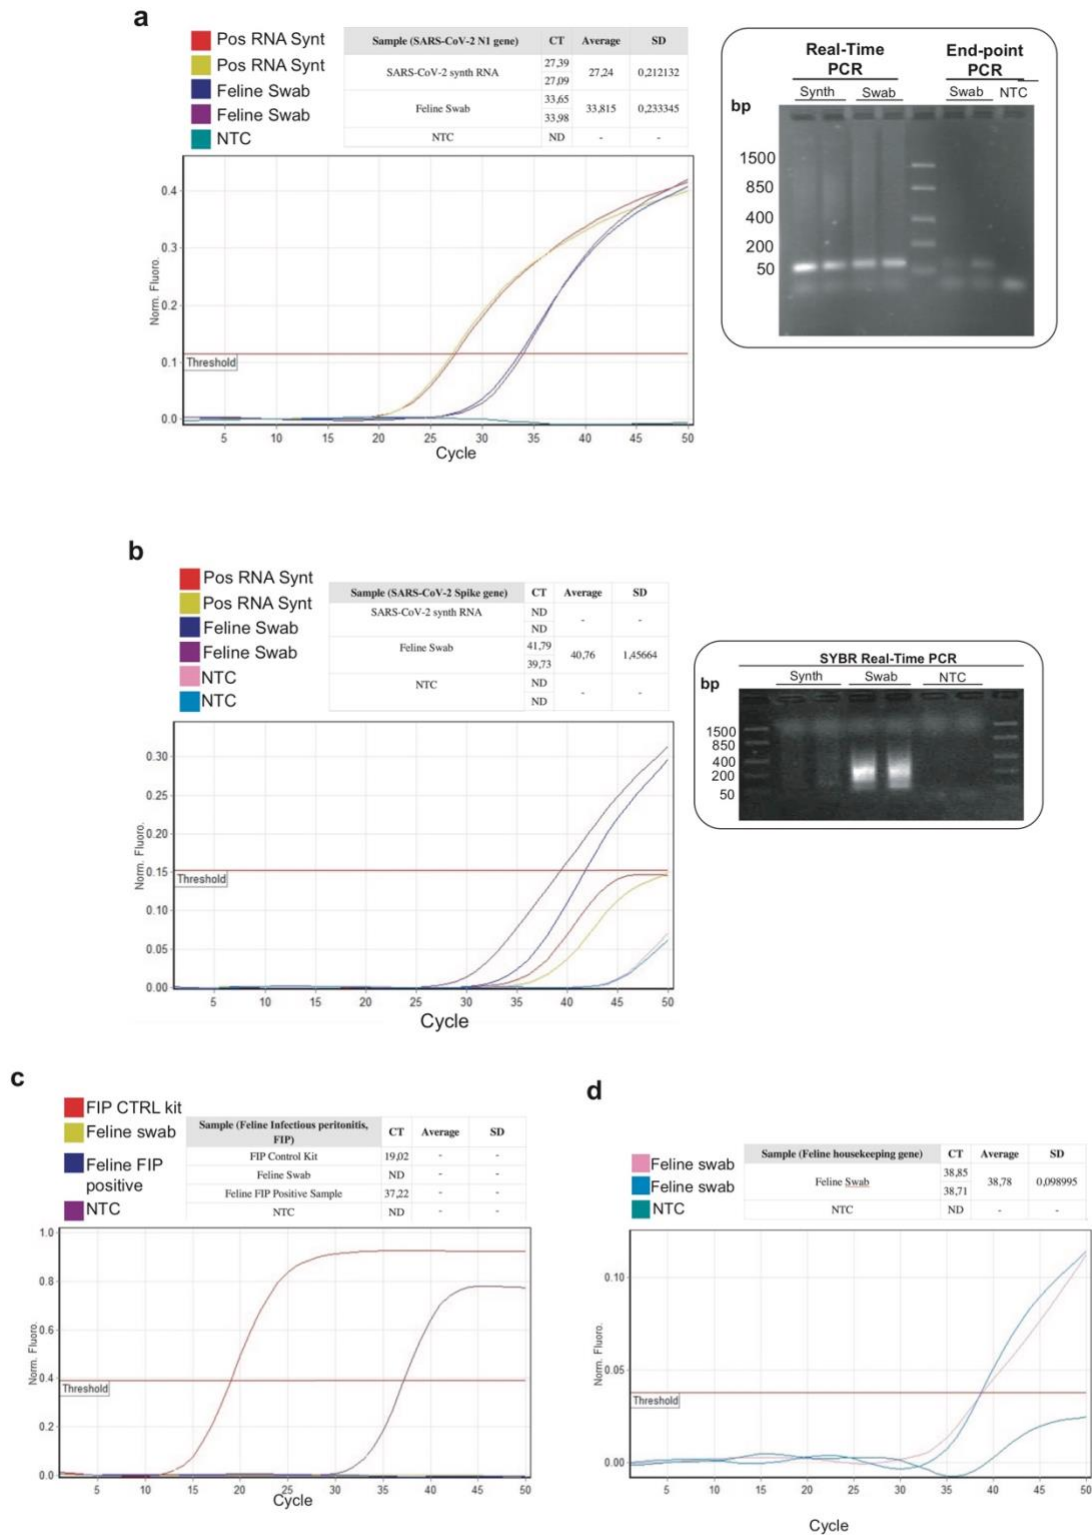 a
Pos RNA Synt
Pos RNA Synt
Feline Swab
Feline Swab
NTC
Sample (SARS-CoV-2 N1 gene) CT Average SD
SARS-CoV-2 synth RNA 27,39 27,24 0,212132
27,09
Feline Swab 33,65 33,815 0,233345
33,98
NTC ND - -
Real-Time PCR
End-point PCR
Synth Swab Swab NTC
bp
1500
850
400
200
50
Norm. Fluoro.
0.4
0.3
0.2
0.1
0.0
Threshold
5 10 15 20 25 30 35 40 45 50
Cycle
b
Pos RNA Synt
Pos RNA Synt
Feline Swab
Feline Swab
NTC
NTC
Sample (SARS-CoV-2 Spike gene) CT Average SD
SARS-CoV-2 synth RNA ND - -
ND
Feline Swab 41,79 40,76 1,45664
39,73
NTC ND - -
ND
SYBR Real-Time PCR
Synth Swab NTC
bp
1500
850
400
200
50
Norm. Fluoro.
0.30
0.25
0.20
0.15
0.10
0.05
0.00
Threshold
5 10 15 20 25 30 35 40 45 50
Cycle
c
FIP CTRL kit
Feline swab
Feline FIP
positive
NTC
Sample (Feline Infectious peritonitis, FIP) CT Average SD
FIP Control Kit 19,02 - -
Feline Swab ND - -
Feline FIP Positive Sample 37,22 - -
NTC ND - -
Norm. Fluoro.
1.0
0.8
0.6
0.4
0.2
0.0
Threshold
5 10 15 20 25 30 35 40 45 50
Cycle
d
Feline swab
Feline swab
NTC
Sample (Feline housekeeping gene) CT Average SD
Feline Swab 38,85 38,78 0,098995
38,71
NTC ND - -
Norm. Fluoro.
0.10
0.05
0.00
Threshold
5 10 15 20 25 30 35 40 45 50
Cycle